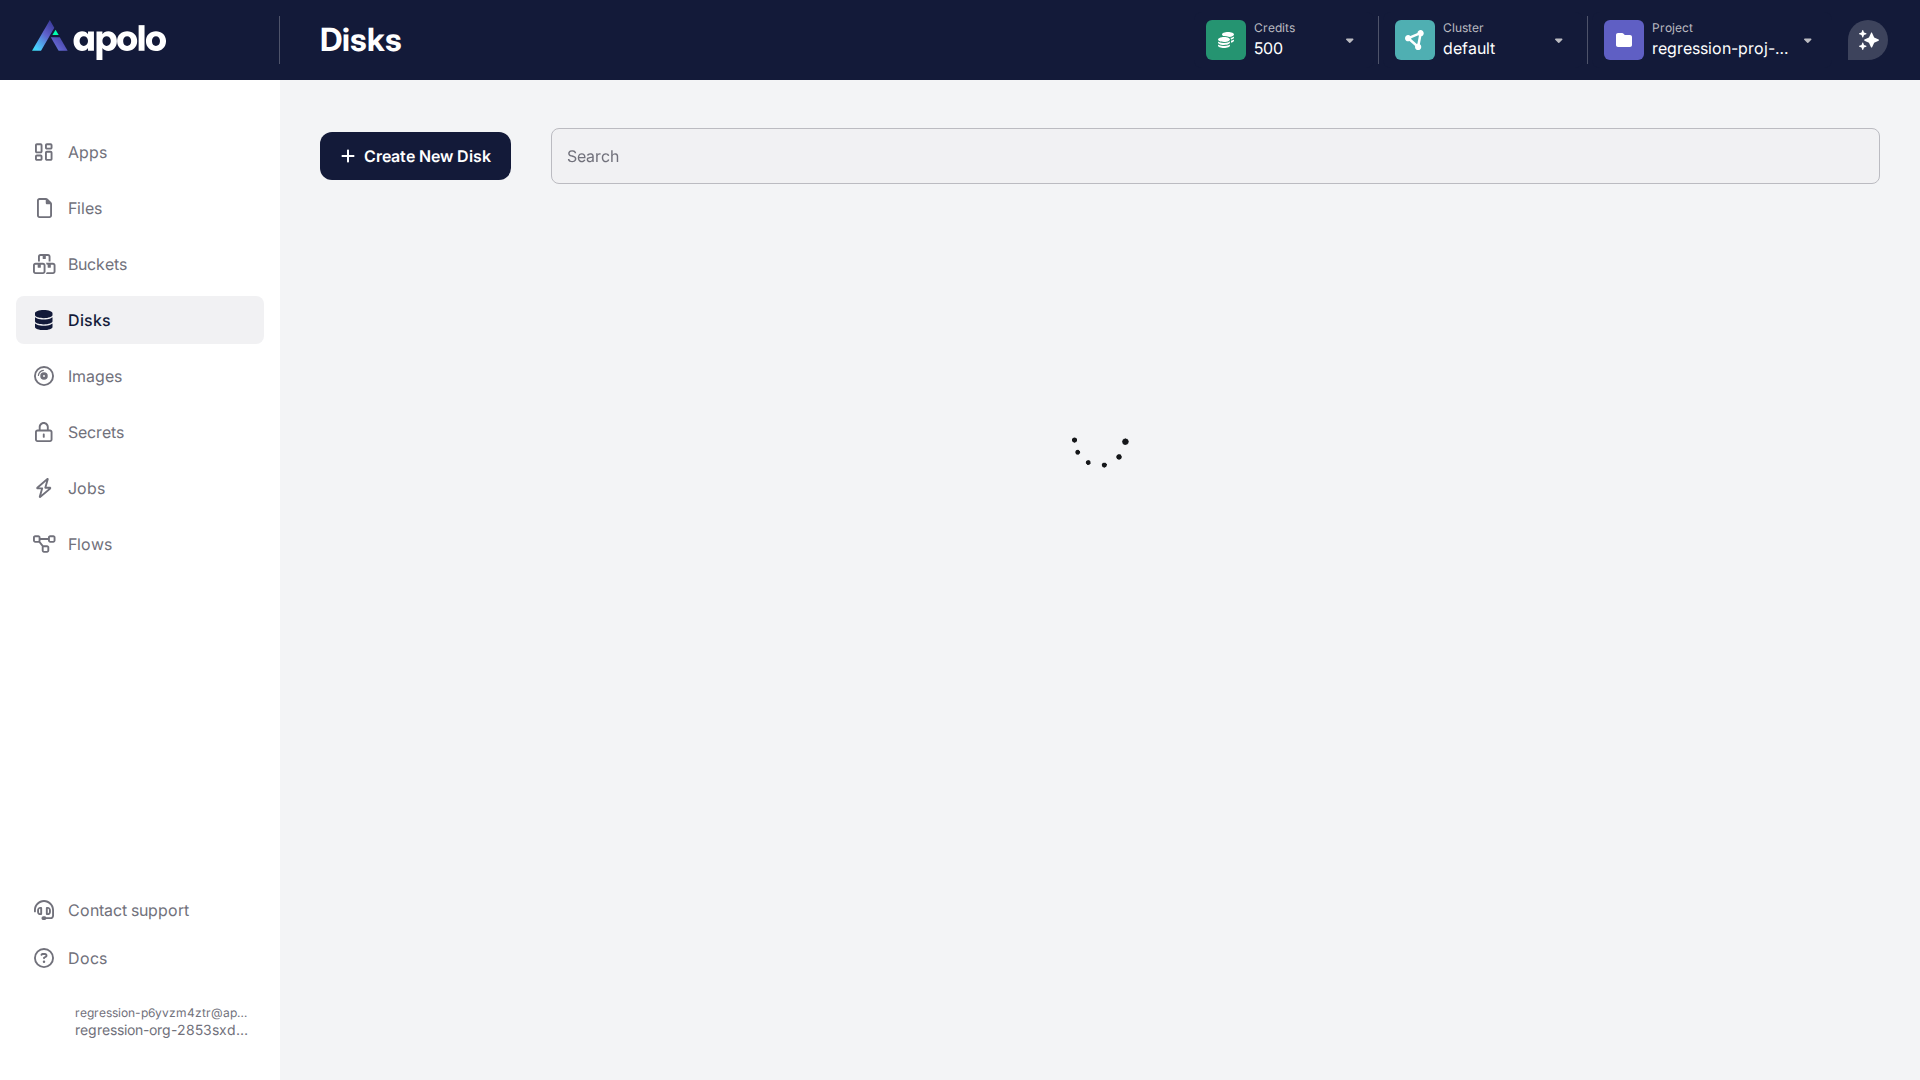 apolo
Disks
Credits
500
Cluster
default
Project
regression-proj-...
Apps
Files
Buckets
Disks
Images
Secrets
Jobs
Flows
Create New Disk
Search
Contact support
Docs
regression-p6yvzm4ztr@ap...
regression-org-2853sxd...